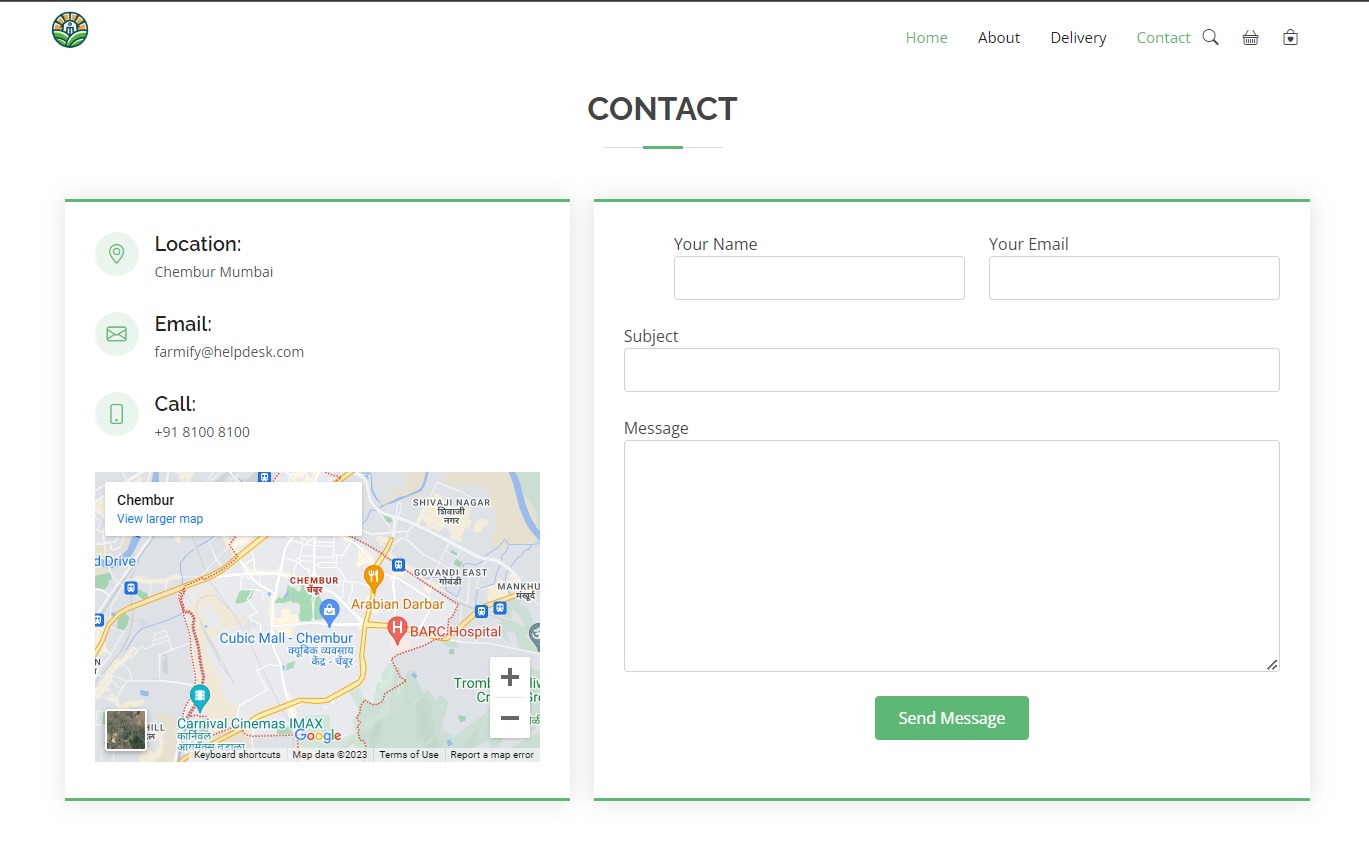 Home About Delivery Contact
CONTACT
Location:
Chembur Mumbai
Email:
farmify@helpdesk.com
Call:
+91 8100 8100
Chembur
View larger map
SHIVAJI NAGAR
शिवाजी
नगर
d Drive
GOVANDI EAST
गोवंडी
CHEMBUR
चेंबूर
MANKHU
मंखुर्द
Arabian Darbar
Cubic Mall - Chembur
क्यूबिक व्यवसाय
केंद्र - चेंबूर
H
BARC Hospital
Carnival Cinemas IMAX
कार्निवल
आयमॅक्स वडाळा
HILL
Google
Keyboard shortcuts Map data ©2023 Terms of Use Report a map error
Your Name
Your Email
Subject
Message
Send Message